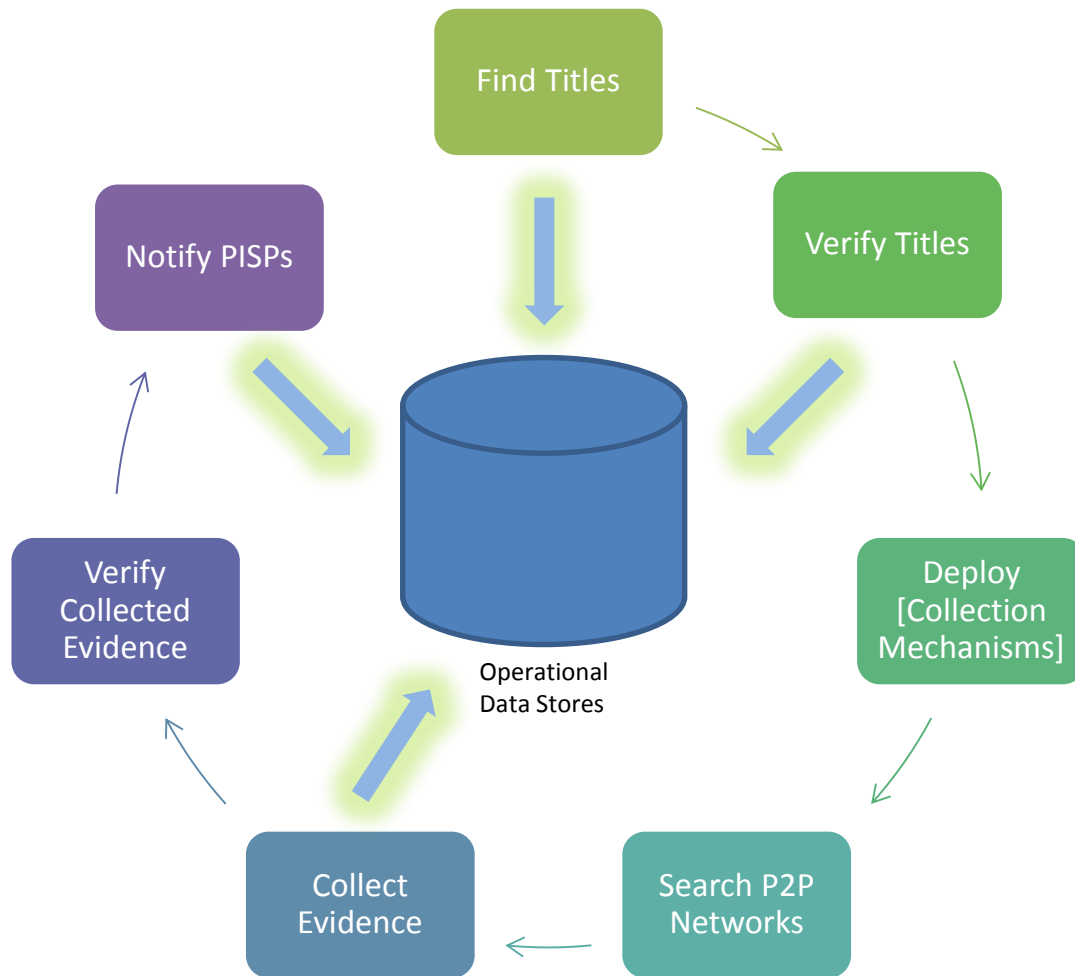 Find Titles
Verify Titles
Deploy
[Collection
Mechanisms]
Search P2P
Networks
Collect
Evidence
Verify
Collected
Evidence
Notify PISPs
Operational
Data Stores